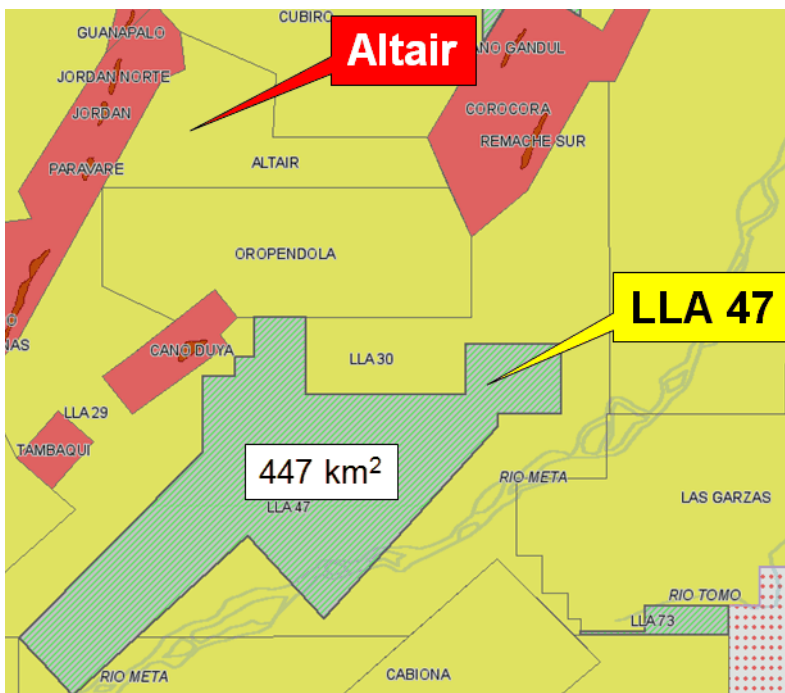 GUANAPALO
CUBIRO
Altair
ANO GANDUL
JORDAN NORTE
JORDAN
COROCORA
REMACHE SUR
PARAVARE
ALTAIR
OROPENDOLA
LLA 47
O
NAS
CANO DUYA
LLA 30
LLA 29
TAMBAQUI
447 km²
LLA 47
RIO META
LAS GARZAS
RIO TOMO
LLA 73
RIO META
CABIONA